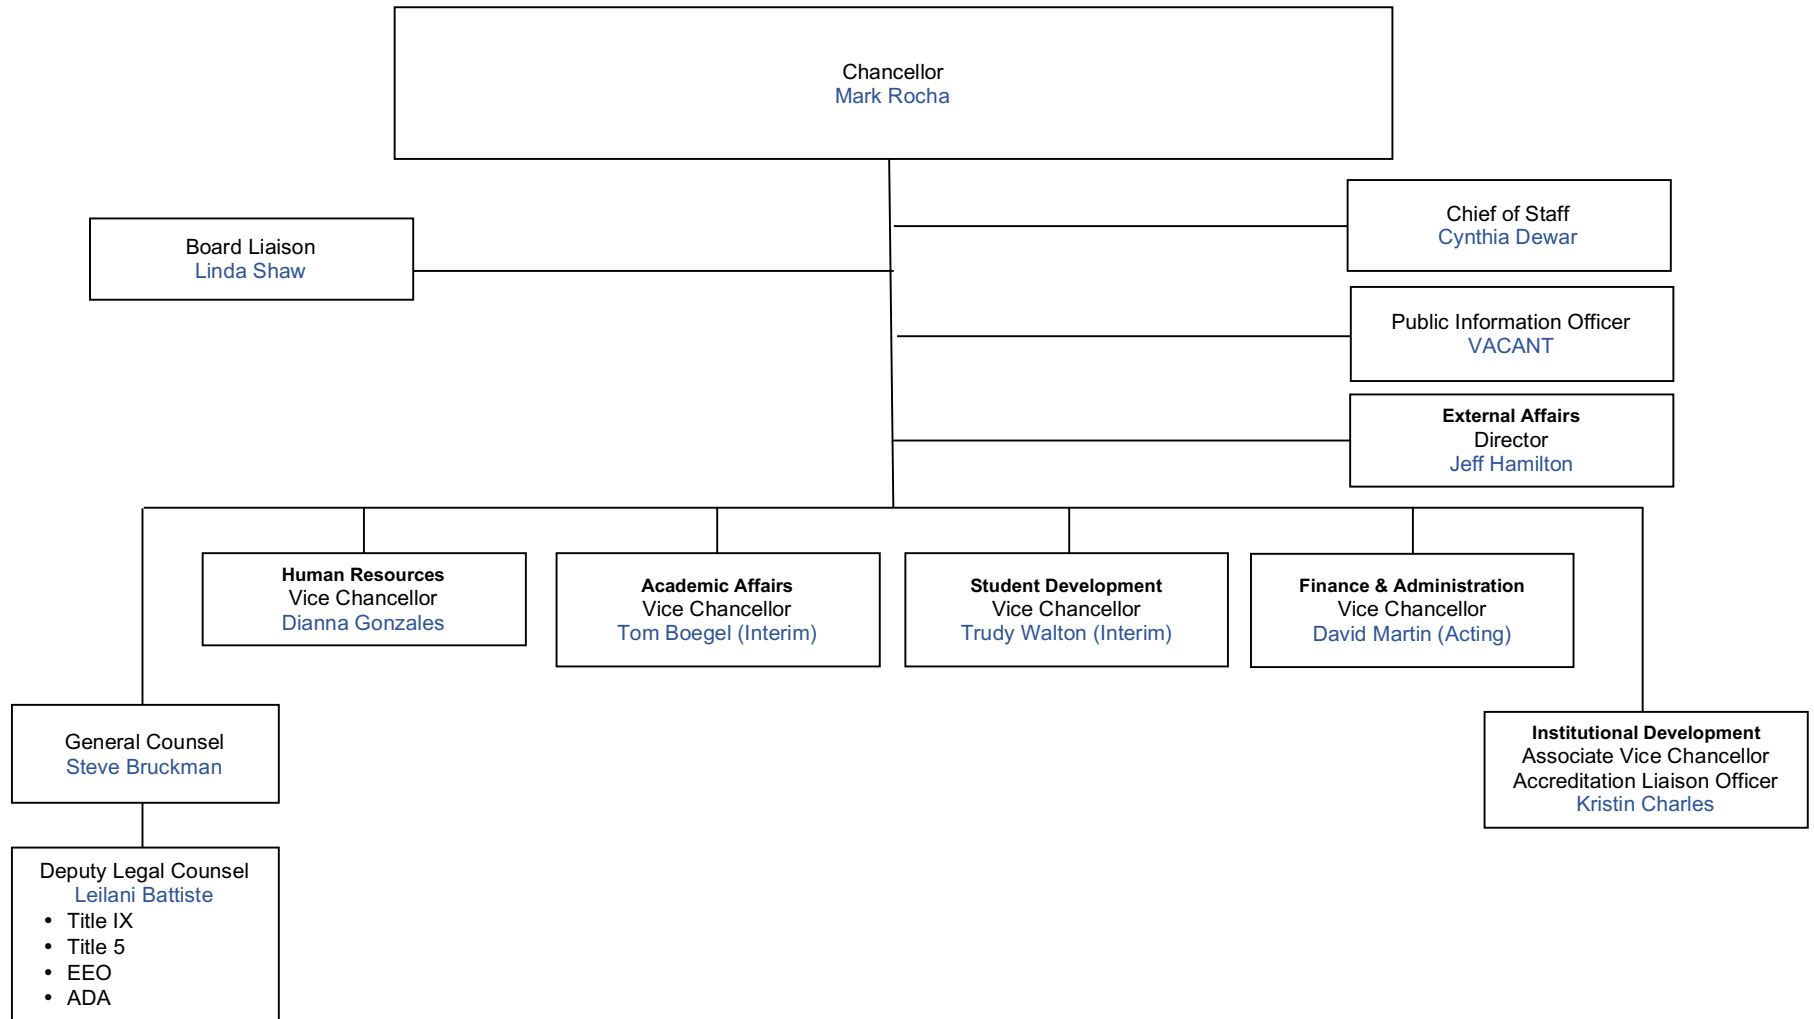 Chancellor
Mark Rocha
Chief of Staff
Cynthia Dewar
Board Liaison
Linda Shaw
Public Information Officer
VACANT
External Affairs
Director
Jeff Hamilton
Human Resources
Vice Chancellor
Dianna Gonzales
Academic Affairs
Vice Chancellor
Tom Boegel (Interim)
Student Development
Vice Chancellor
Trudy Walton (Interim)
Finance & Administration
Vice Chancellor
David Martin (Acting)
General Counsel
Steve Bruckman
Institutional Development
Associate Vice Chancellor
Accreditation Liaison Officer
Kristin Charles
Deputy Legal Counsel
Leilani Battiste
• Title IX
• Title 5
• EEO
• ADA